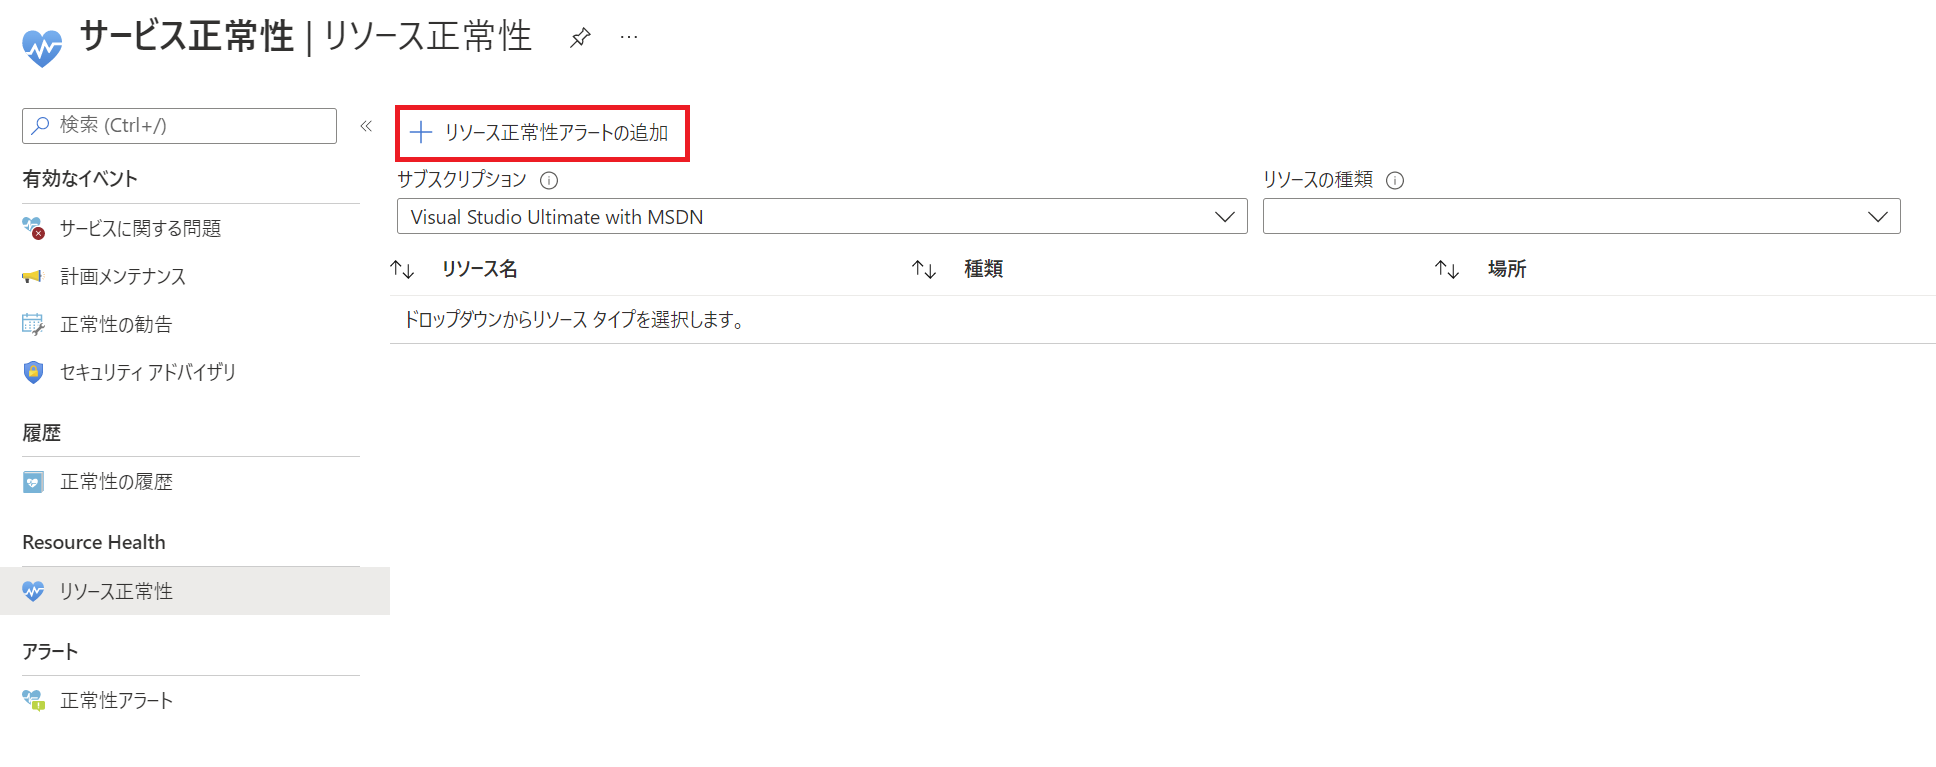 サービス正常性 | リソース正常性
検索 (Ctrl+/)
有効なイベント
サービスに関する問題
計画メンテナンス
正常性の勧告
セキュリティ アドバイザリ
履歴
正常性の履歴
Resource Health
リソース正常性
アラート
正常性アラート
リソース正常性アラートの追加
サブスクリプション
リソースの種類
Visual Studio Ultimate with MSDN
リソース名 種類 場所
ドロップダウンからリソース タイプを選択します。